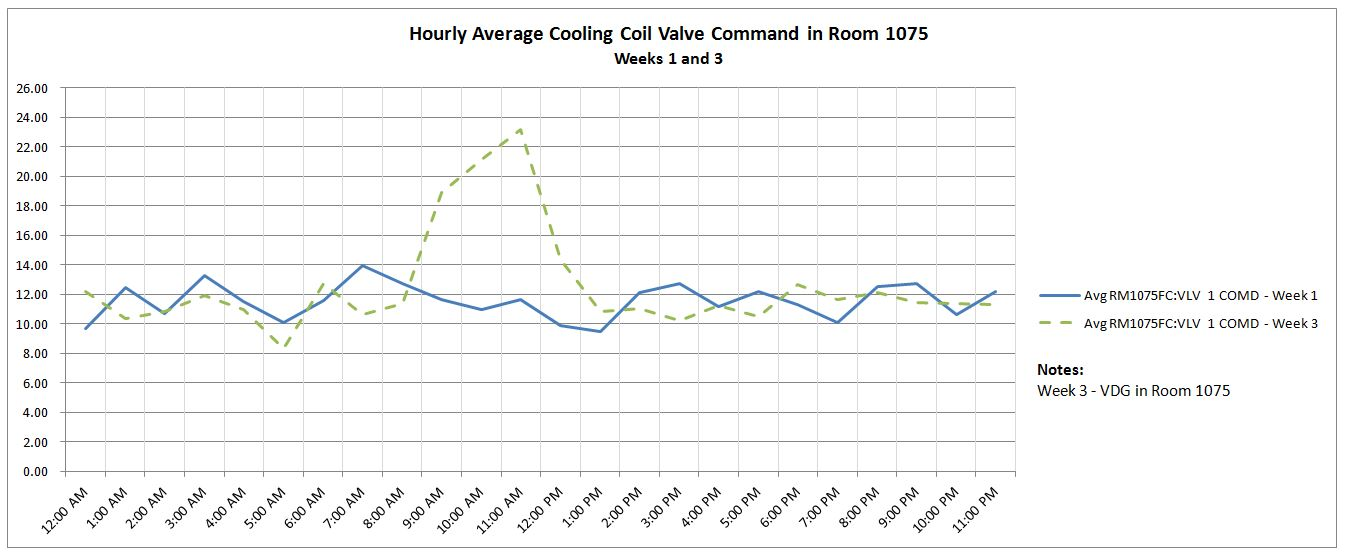 Hourly Average Cooling Coil Valve Command in Room 1075
Weeks 1 and 3
26.00
24.00
22.00
20.00
18.00
16.00
14.00
12.00
10.00
8.00
6.00
4.00
2.00
0.00
12:00 AM
1:00 AM
2:00 AM
3:00 AM
4:00 AM
5:00 AM
6:00 AM
7:00 AM
8:00 AM
9:00 AM
10:00 AM
11:00 AM
12:00 PM
1:00 PM
2:00 PM
3:00 PM
4:00 PM
5:00 PM
6:00 PM
7:00 PM
8:00 PM
9:00 PM
10:00 PM
11:00 PM
Avg RM1075FC:VLV 1 COMD - Week 1
Avg RM1075FC:VLV 1 COMD - Week 3
Notes:
Week 3 - VDG in Room 1075